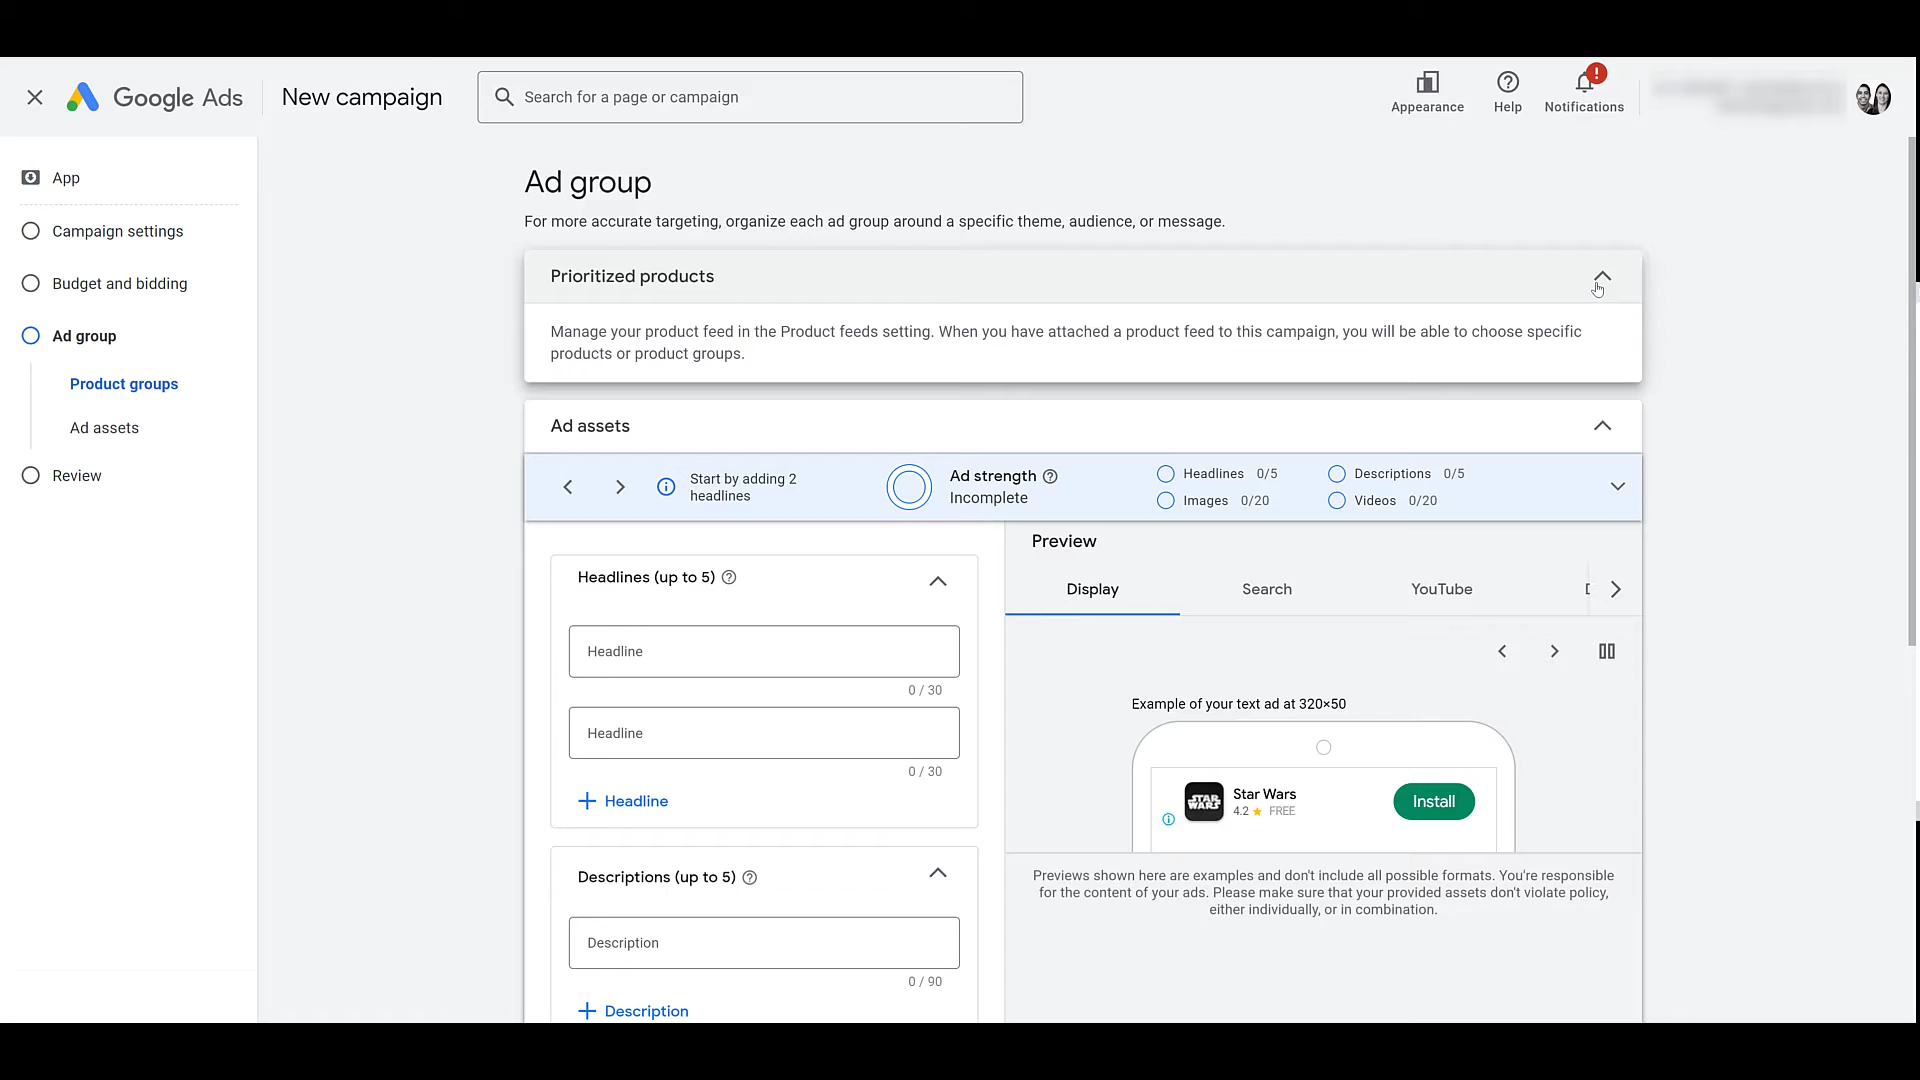 Google Ads
New campaign
Search for a page or campaign
Appearance
Help
Notifications
App
Campaign settings
Budget and bidding
Ad group
Product groups
Ad assets
Review
Ad group
For more accurate targeting, organize each ad group around a specific theme, audience, or message.
Prioritized products
Manage your product feed in the Product feeds setting. When you have attached a product feed to this campaign, you will be able to choose specific
products or product groups.
Ad assets
Start by adding 2
headlines
Ad strength
Incomplete
Headlines 0/5
Descriptions 0/5
Images 0/20
Videos 0/20
Headlines (up to 5)
Headline
0 / 30
Headline
0 / 30
+ Headline
Descriptions (up to 5)
Description
0 / 90
+ Description
Preview
Display
Search
YouTube
Example of your text ad at 320×50
STAR WARS
Star Wars
4.2 ★ FREE
Install
Previews shown here are examples and don't include all possible formats. You're responsible
for the content of your ads. Please make sure that your provided assets don't violate policy,
either individually, or in combination.